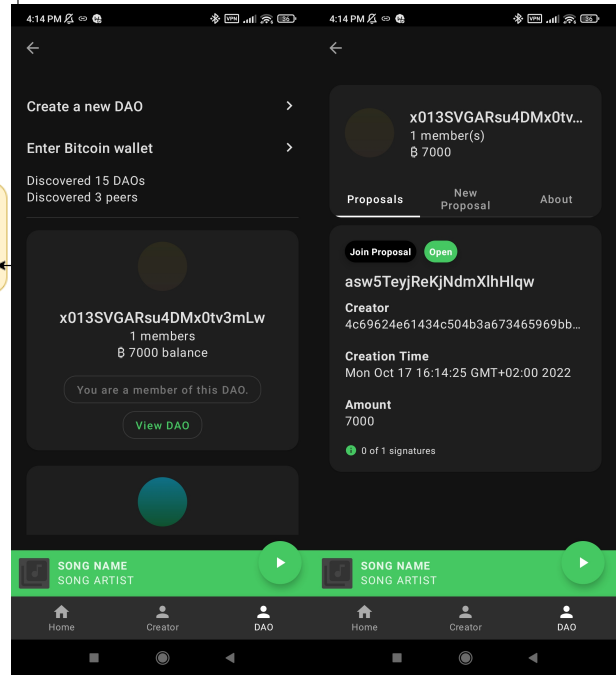 4:14 PM
VPN
36
Create a new DAO
Enter Bitcoin wallet
Discovered 15 DAOs
Discovered 3 peers
x013SVGARsu4DMx0tv3mLw
1 members
฿ 7000 balance
You are a member of this DAO.
View DAO
SONG NAME
SONG ARTIST
Home
Creator
DAO
4:14 PM
VPN
36
x013SVGARsu4DMx0tv...
1 member(s)
฿ 7000
Proposals
New
Proposal
About
Join Proposal
Open
asw5TeyjReKjNdmXlhHlqw
Creator
4c69624e61434c504b3a673465969bb...
Creation Time
Mon Oct 17 16:14:25 GMT+02:00 2022
Amount
7000
0 of 1 signatures
SONG NAME
SONG ARTIST
Home
Creator
DAO